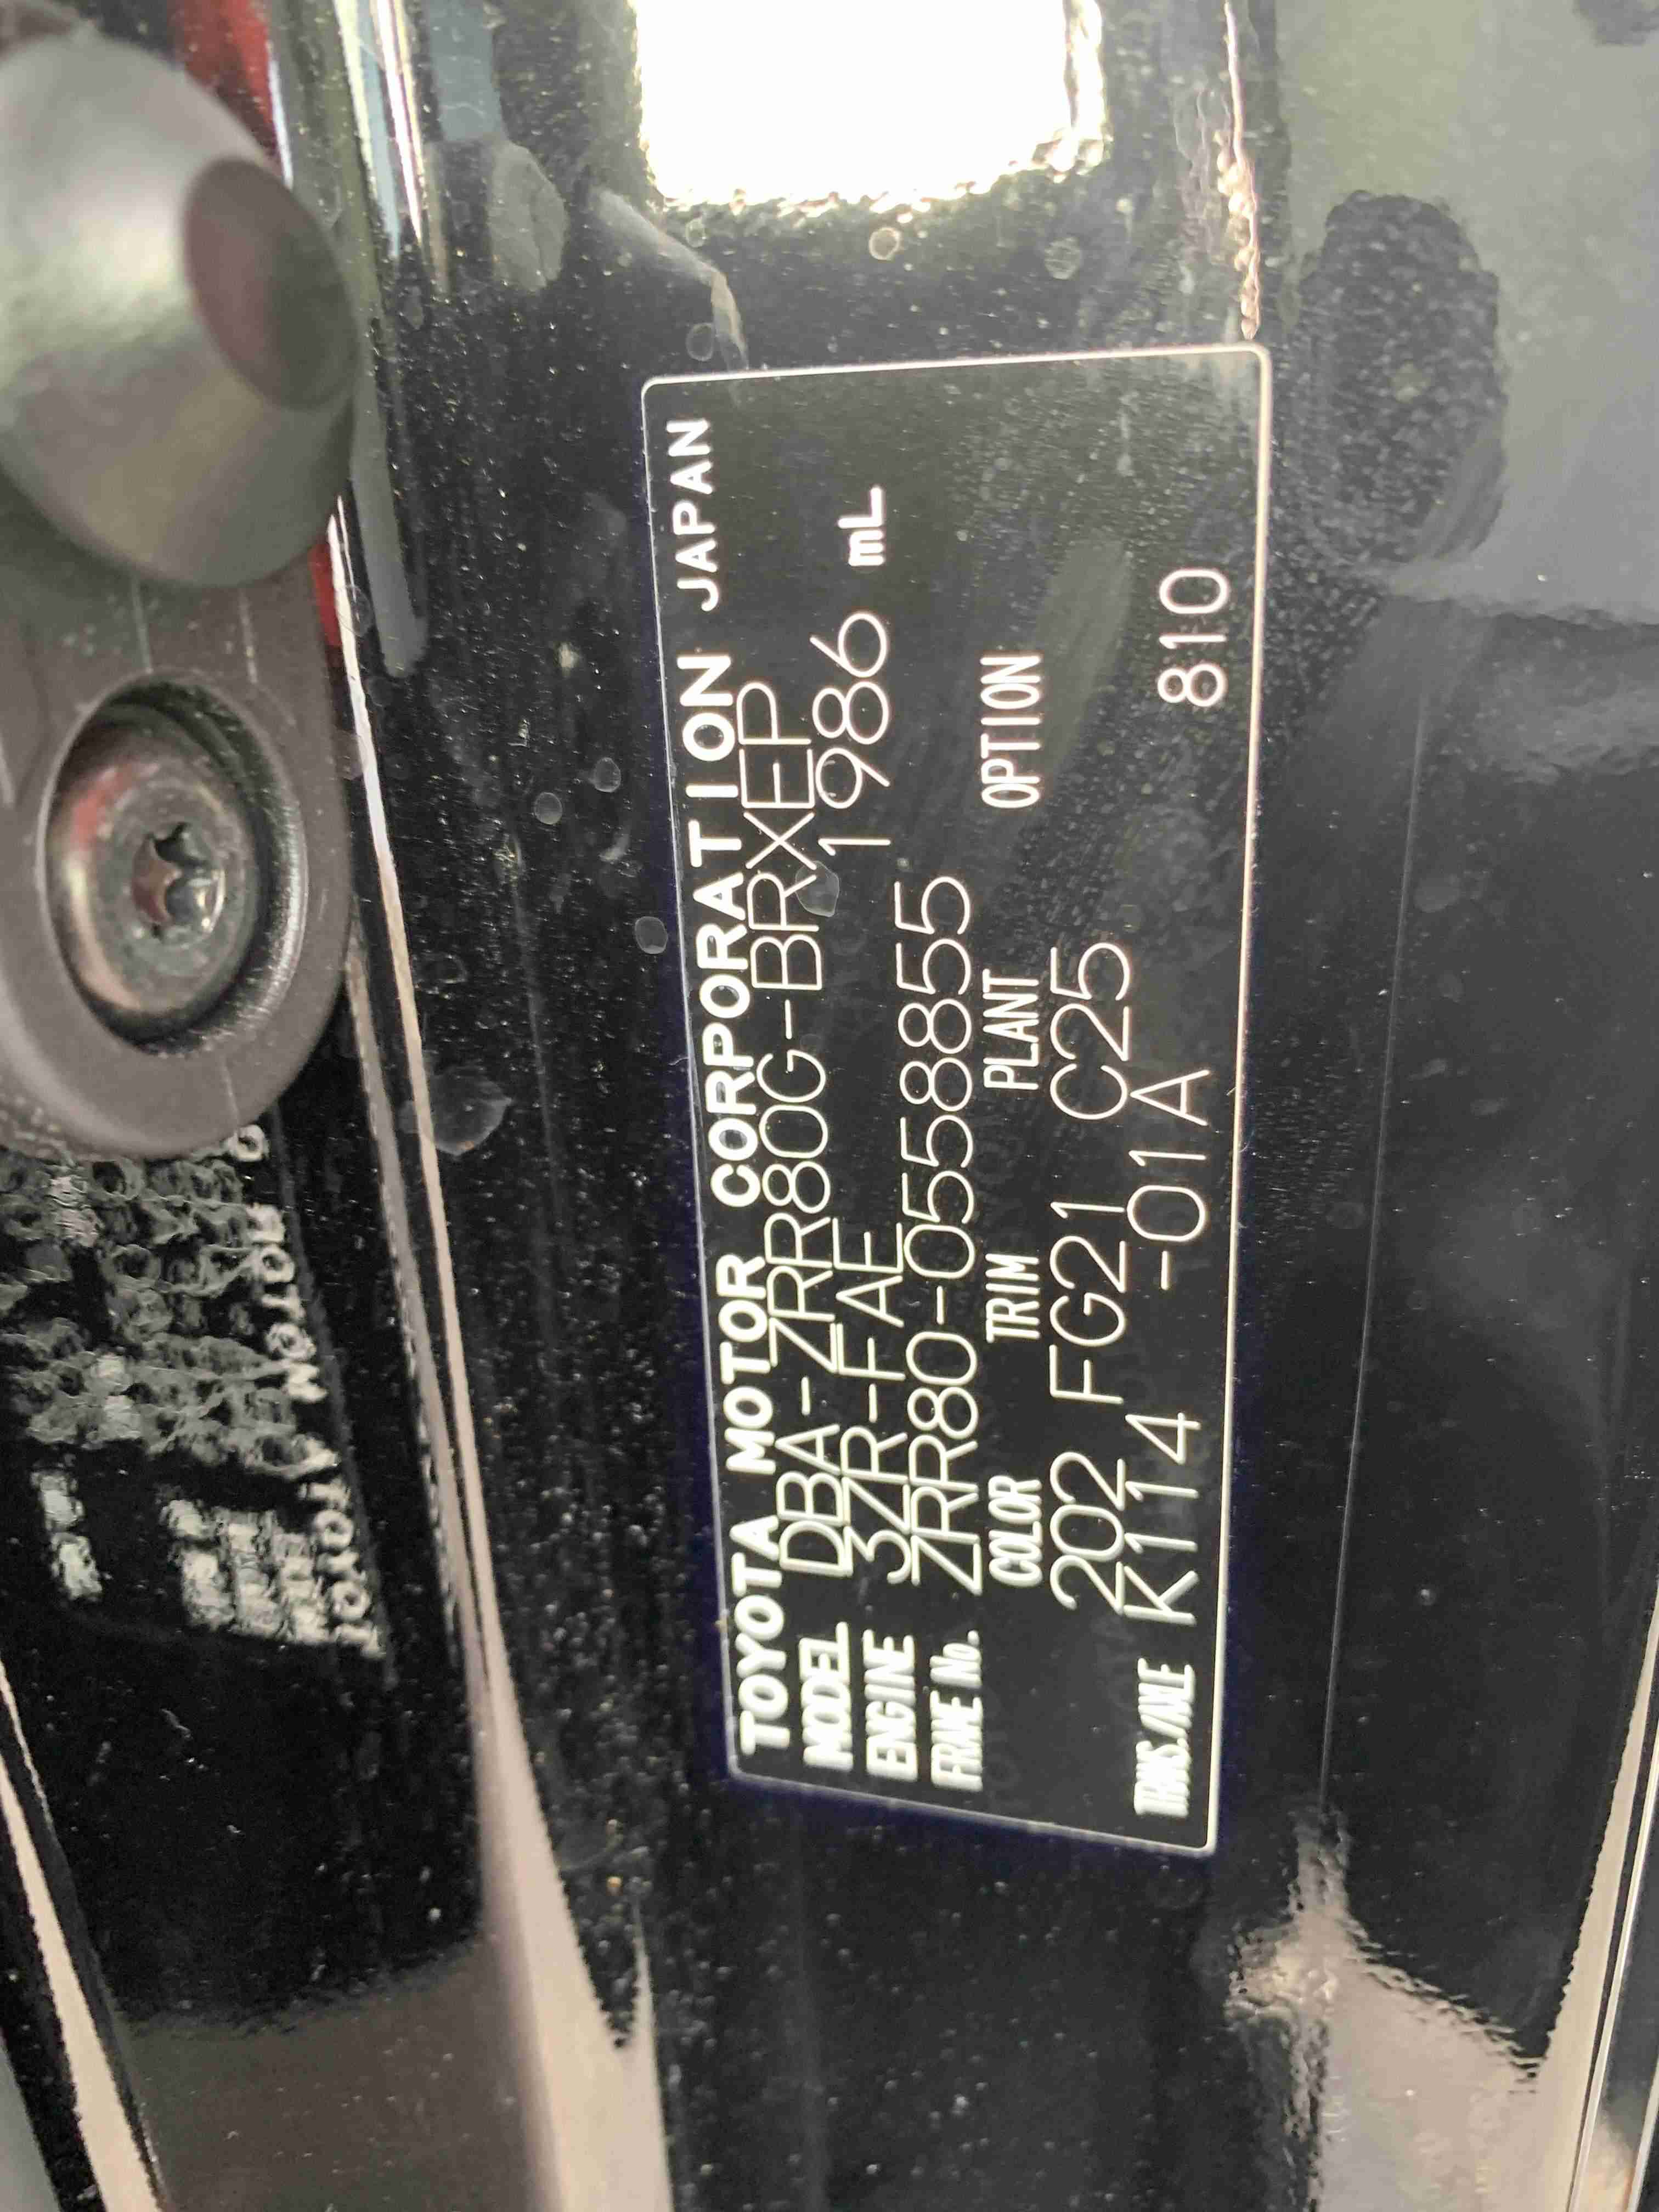 TOYOTA MOTOR CORPORATION JAPAN
MODEL DBA-ZRR80G-BRXEP
ENGINE 3ZR-FAE 1986 mL
FRAME No. ZRR80-0558855
COLOR TRIM PLANT OPTION
202 FG21 C25
TRANS./AXLE K114 -01A 810